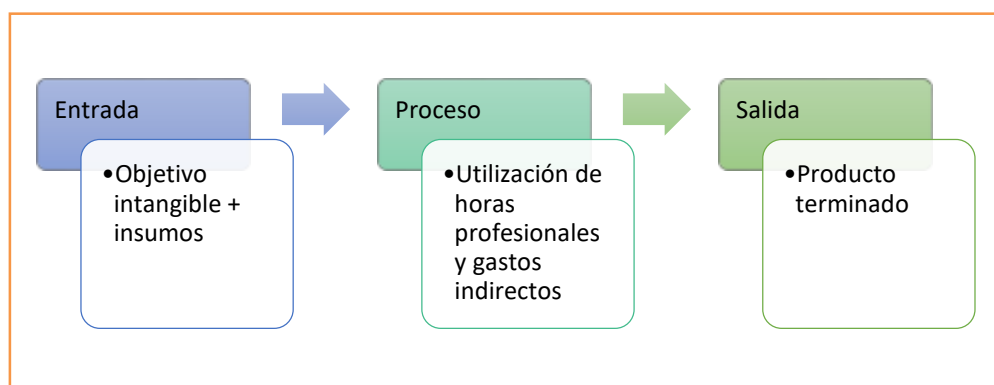 Entrada
•Objetivo
intangible +
insumos
Proceso
•Utilización de
horas
profesionales
y gastos
indirectos
Salida
•Producto
terminado